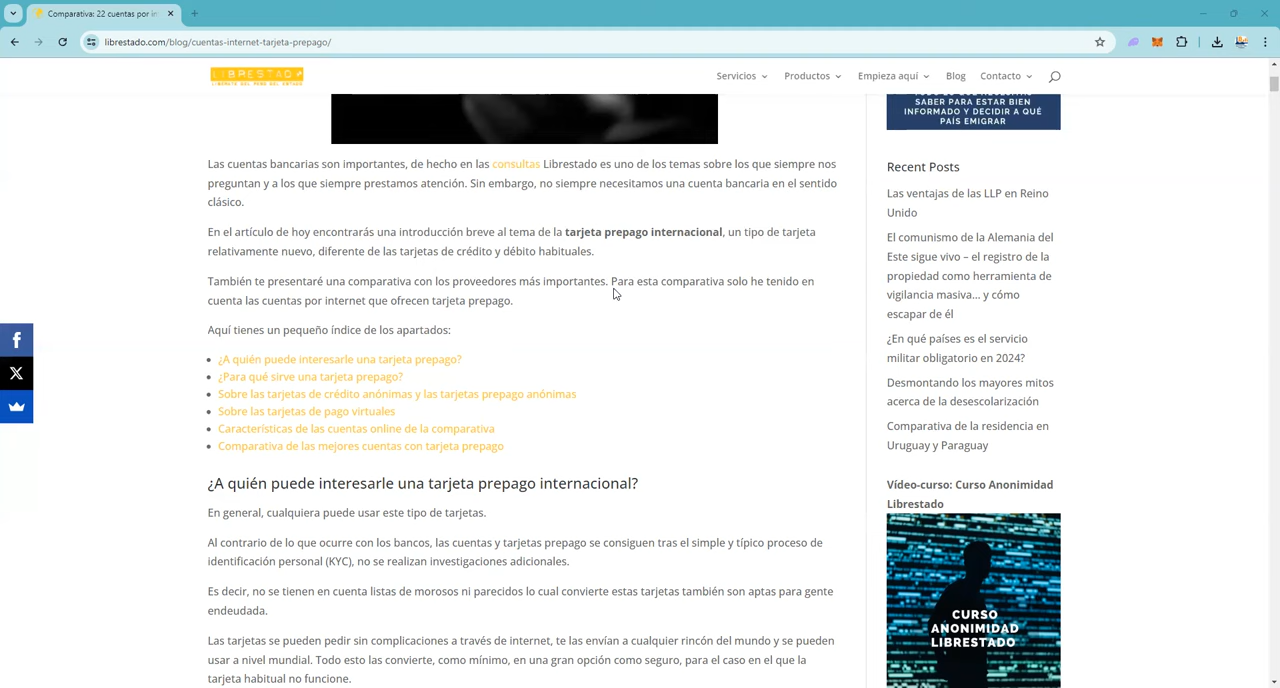 Comparativa: 22 cuentas por in
librestado.com/blog/cuentas-internet-tarjeta-prepago/
LIBRESTADO
LIBÉRATE DEL PAPA ESTADO
Servicios
Productos
Empieza aquí
Blog
Contacto
Las cuentas bancarias son importantes, de hecho en las consultas Librestado es uno de los temas sobre los que siempre nos
preguntan y a los que siempre prestamos atención. Sin embargo, no siempre necesitamos una cuenta bancaria en el sentido
clásico.
En el artículo de hoy encontrarás una introducción breve al tema de la tarjeta prepago internacional, un tipo de tarjeta
relativamente nuevo, diferente de las tarjetas de crédito y débito habituales.
También te presentaré una comparativa con los proveedores más importantes. Para esta comparativa solo he tenido en
cuenta las cuentas por internet que ofrecen tarjeta prepago.
Aquí tienes un pequeño índice de los apartados:
• ¿A quién puede interesarle una tarjeta prepago?
• ¿Para qué sirve una tarjeta prepago?
• Sobre las tarjetas de crédito anónimas y las tarjetas prepago anónimas
• Sobre las tarjetas de pago virtuales
• Características de las cuentas online de la comparativa
• Comparativa de las mejores cuentas con tarjeta prepago
¿A quién puede interesarle una tarjeta prepago internacional?
En general, cualquiera puede usar este tipo de tarjetas.
Al contrario de lo que ocurre con los bancos, las cuentas y tarjetas prepago se consiguen tras el simple y típico proceso de
identificación personal (KYC), no se realizan investigaciones adicionales.
Es decir, no se tienen en cuenta listas de morosos ni parecidos lo cual convierte estas tarjetas también son aptas para gente
endeudada.
Las tarjetas se pueden pedir sin complicaciones a través de internet, te las envían a cualquier rincón del mundo y se pueden
usar a nivel mundial
las convierte, como mínimo, en una gran opción como seguro, para el caso en el que la
tarjeta habitual no funcione.
SABER PARA ESTAR BIEN
INFORMADO Y DECIDIR A QUÉ
PAÍS EMIGRAR
Recent Posts
Las ventajas de las LLP en Reino
Unido
El comunismo de la Alemania del
Este sigue vivo – el registro de la
propiedad como herramienta de
vigilancia masiva... y cómo
escapar de él
¿En qué países es el servicio
militar obligatorio en 2024?
Desmontando los mayores mitos
acerca de la desescolarización
Comparativa de la residencia en
Uruguay y Paraguay
Vídeo-curso: Curso Anonimidad
Librestado
CURSO
ANONIMIDAD
LIBRESTADO